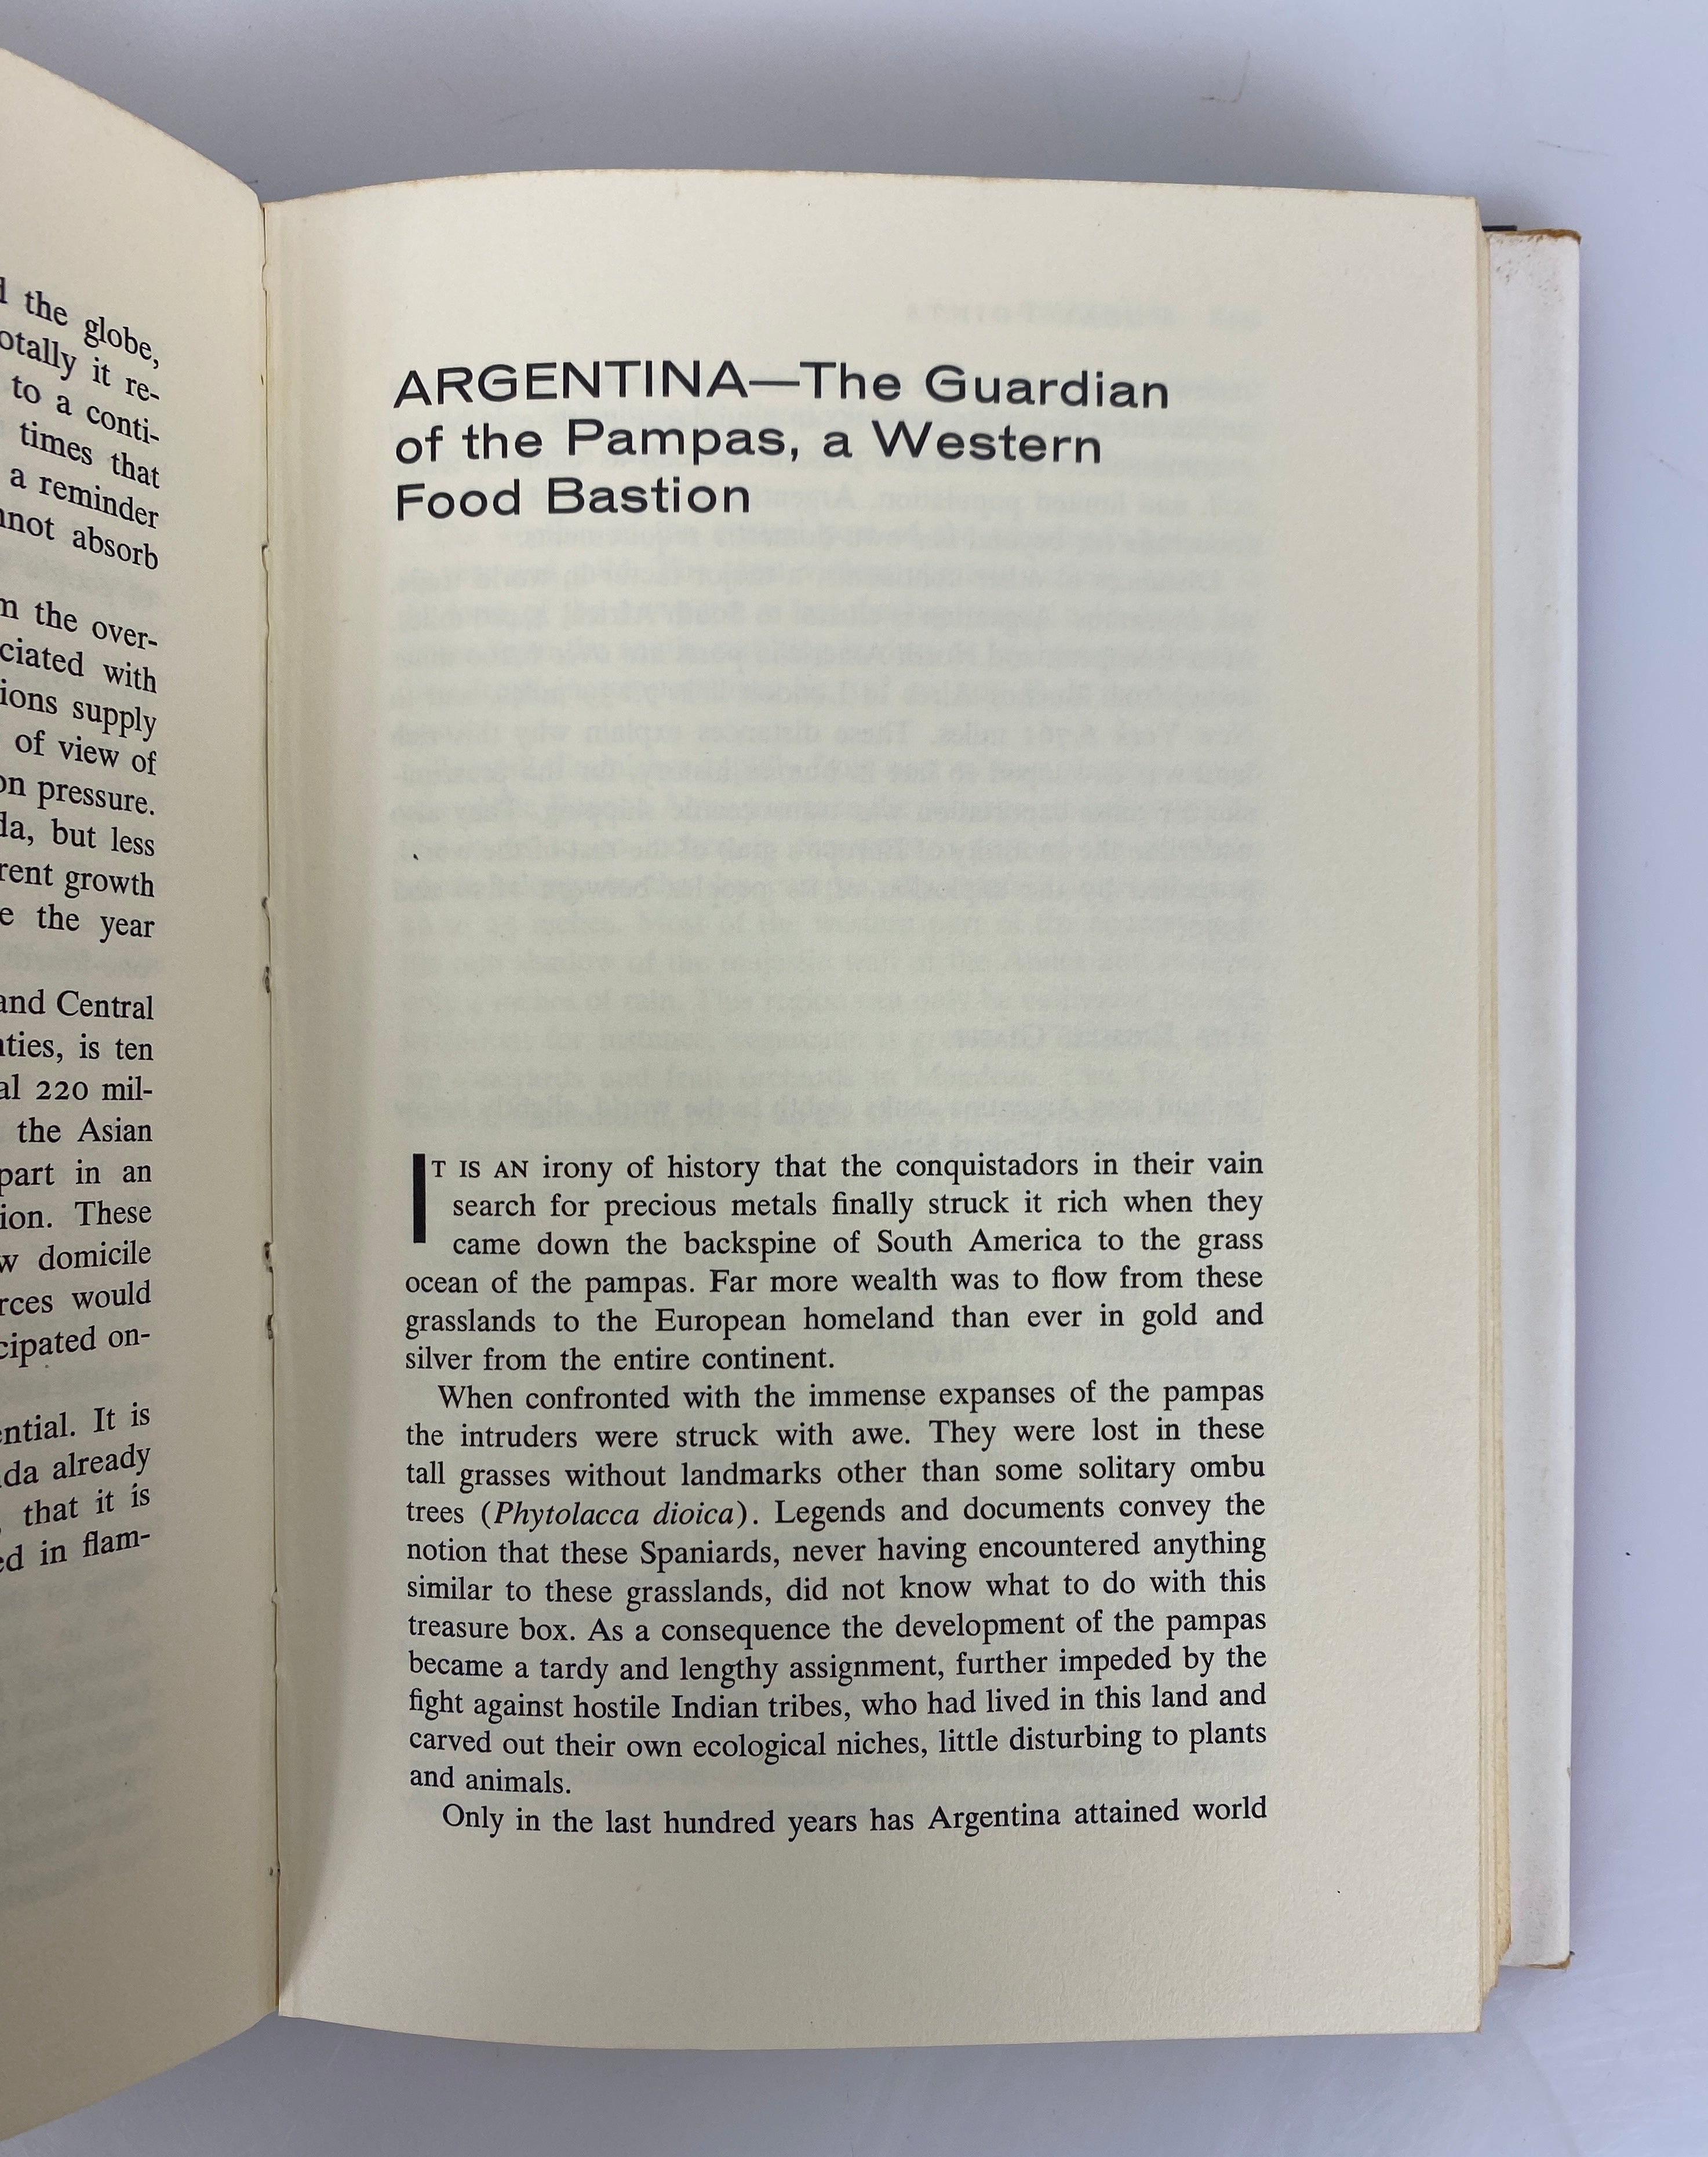 the globe,
otally it re-
to a conti-
times that
a reminder
nnot absorb
m the over-
ciated with
ions supply
of view of
on pressure.
da, but less
rent growth
e the year
and Central
ities, is ten
al 220 mil-
the Asian
part in an
ion. These
w domicile
rces would
cipated on-
ential. It is
da already
that it is
ed in flam-
ARGENTINA—The Guardian
of the Pampas, a Western
Food Bastion
IT IS AN irony of history that the conquistadors in their vain
search for precious metals finally struck it rich when they
came down the backspine of South America to the grass
ocean of the pampas. Far more wealth was to flow from these
grasslands to the European homeland than ever in gold and
silver from the entire continent.
When confronted with the immense expanses of the pampas
the intruders were struck with awe. They were lost in these
tall grasses without landmarks other than some solitary ombu
trees (Phytolacca dioica). Legends and documents convey the
notion that these Spaniards, never having encountered anything
similar to these grasslands, did not know what to do with this
treasure box. As a consequence the development of the pampas
became a tardy and lengthy assignment, further impeded by the
fight against hostile Indian tribes, who had lived in this land and
carved out their own ecological niches, little disturbing to plants
and animals.
Only in the last hundred years has Argentina attained world